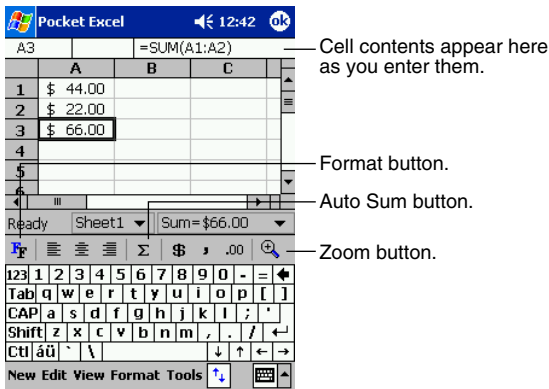 Pocket Excel 12:42 ok
A3 =SUM(A1:A2)
Cell contents appear here
as you enter them.
A B C
1 $ 44.00
2 $ 22.00
3 $ 66.00
4
5
6
Format button.
Auto Sum button.
Ready Sheet1 Sum=$66.00
FF Σ $ , .00
Zoom button.
123 1 2 3 4 5 6 7 8 9 0 - =
Tab q w e r t y u i o p [ ]
CAP a s d f g h j k l ; '
Shift z x c v b n m , . /
Ctl áü ` \ ↓ ↑ ← →
New Edit View Format Tools